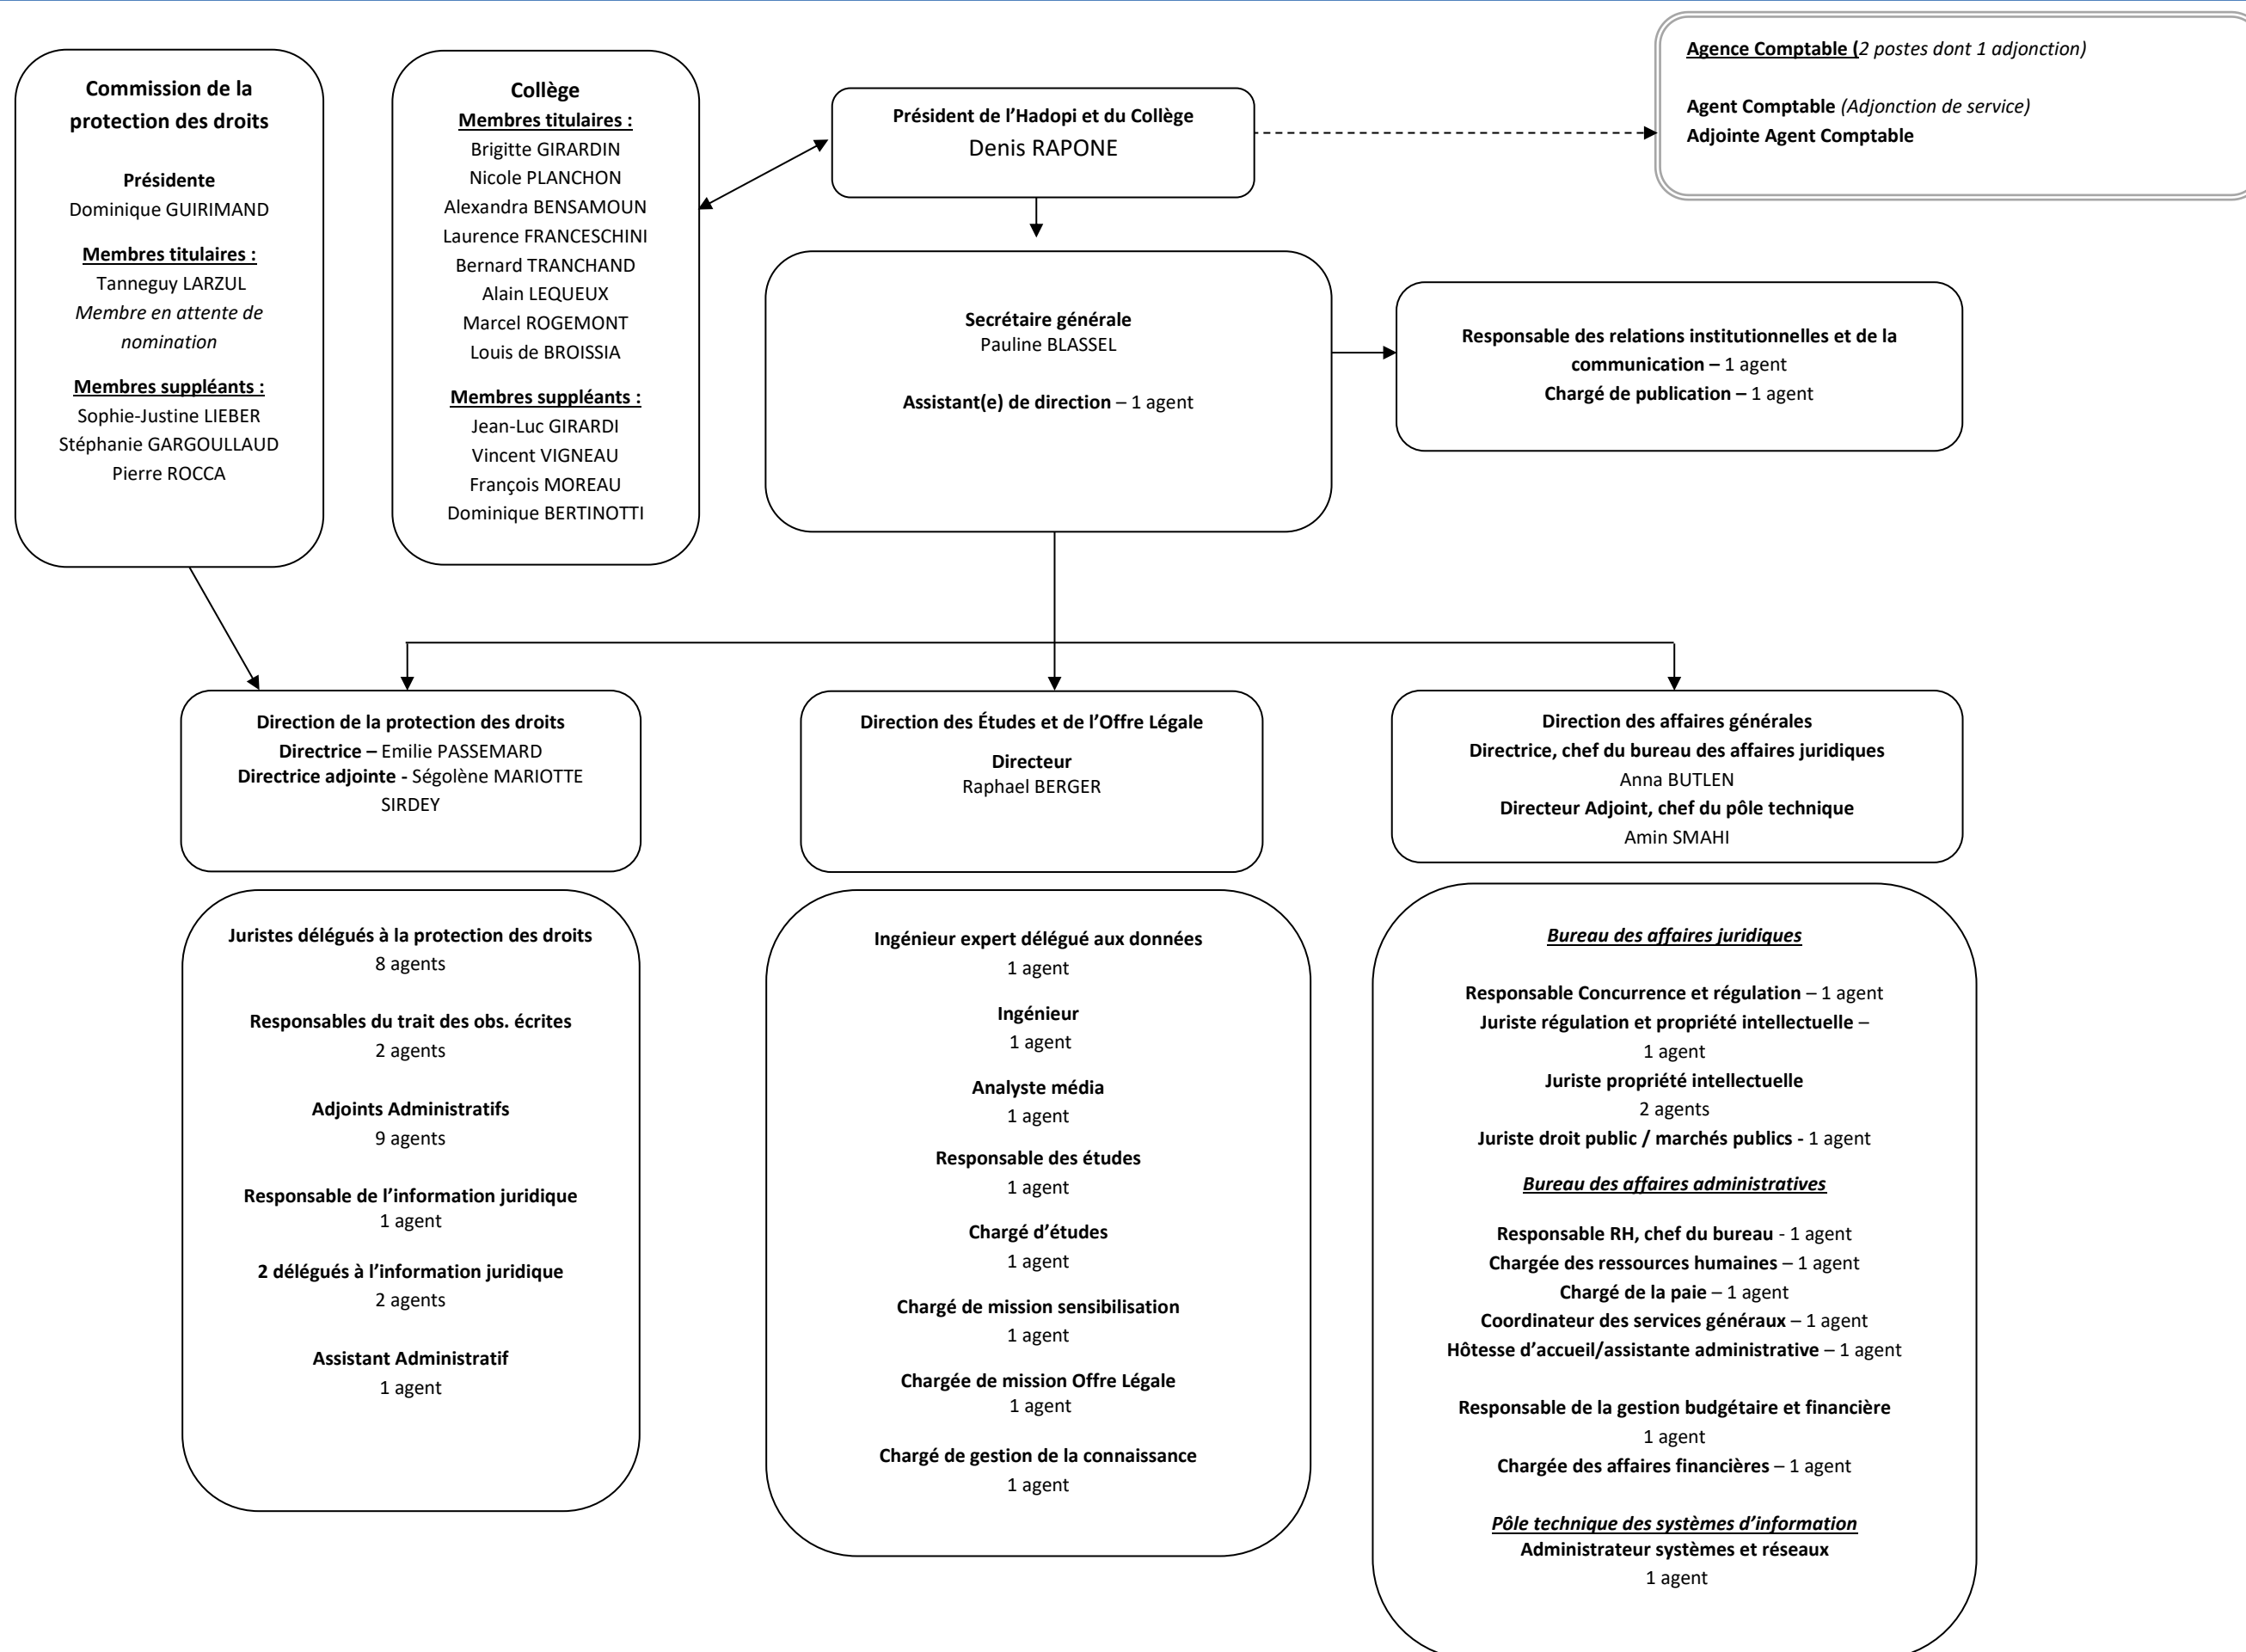 Commission de la
protection des droits
Présidente
Dominique GUIRIMAND
Membres titulaires :
Tanneguy LARZUL
Membre en attente de
nomination
Membres suppléants :
Sophie-Justine LIEBER
Stéphanie GARGOULLAUD
Pierre ROCCA
Collège
Membres titulaires :
Brigitte GIRARDIN
Nicole PLANCHON
Alexandra BENSAMOUN
Laurence FRANCESCHINI
Bernard TRANCHAND
Alain LEQUEUX
Marcel ROGEMONT
Louis de BROISSIA
Membres suppléants :
Jean-Luc GIRARDI
Vincent VIGNEAU
François MOREAU
Dominique BERTINOTTI
Président de l’Hadopi et du Collège
Denis RAPONE
Agence Comptable (2 postes dont 1 adjonction)
Agent Comptable (Adjonction de service)
Adjointe Agent Comptable
Secrétaire générale
Pauline BLASSEL
Assistant(e) de direction – 1 agent
Responsable des relations institutionnelles et de la
communication – 1 agent
Chargé de publication – 1 agent
Direction de la protection des droits
Directrice – Emilie PASSEMARD
Directrice adjointe - Ségolène MARIOTTE
SIRDEY
Direction des Études et de l’Offre Légale
Directeur
Raphael BERGER
Direction des affaires générales
Directrice, chef du bureau des affaires juridiques
Anna BUTLEN
Directeur Adjoint, chef du pôle technique
Amin SMAHI
Juristes délégués à la protection des droits
8 agents
Responsables du trait des obs. écrites
2 agents
Adjoints Administratifs
9 agents
Responsable de l’information juridique
1 agent
2 délégués à l’information juridique
2 agents
Assistant Administratif
1 agent
Ingénieur expert délégué aux données
1 agent
Ingénieur
1 agent
Analyste média
1 agent
Responsable des études
1 agent
Chargé d’études
1 agent
Chargé de mission sensibilisation
1 agent
Chargée de mission Offre Légale
1 agent
Chargé de gestion de la connaissance
1 agent
Bureau des affaires juridiques
Responsable Concurrence et régulation – 1 agent
Juriste régulation et propriété intellectuelle –
1 agent
Juriste propriété intellectuelle
2 agents
Juriste droit public / marchés publics - 1 agent
Bureau des affaires administratives
Responsable RH, chef du bureau - 1 agent
Chargée des ressources humaines – 1 agent
Chargé de la paie – 1 agent
Coordinateur des services généraux – 1 agent
Hôtesse d’accueil/assistante administrative – 1 agent
Responsable de la gestion budgétaire et financière
1 agent
Chargée des affaires financières – 1 agent
Pôle technique des systèmes d’information
Administrateur systèmes et réseaux
1 agent